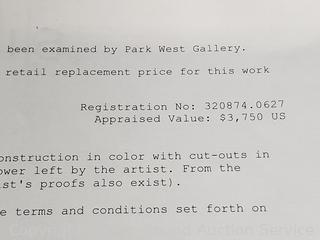 been examined by Park West Gallery.
retail replacement price for this work
Registration No: 320874.0627
Appraised Value: $3,750 US
onstruction in color with cut-outs in
ower left by the artist. From the
ist's proofs also exist).
e terms and conditions set forth on